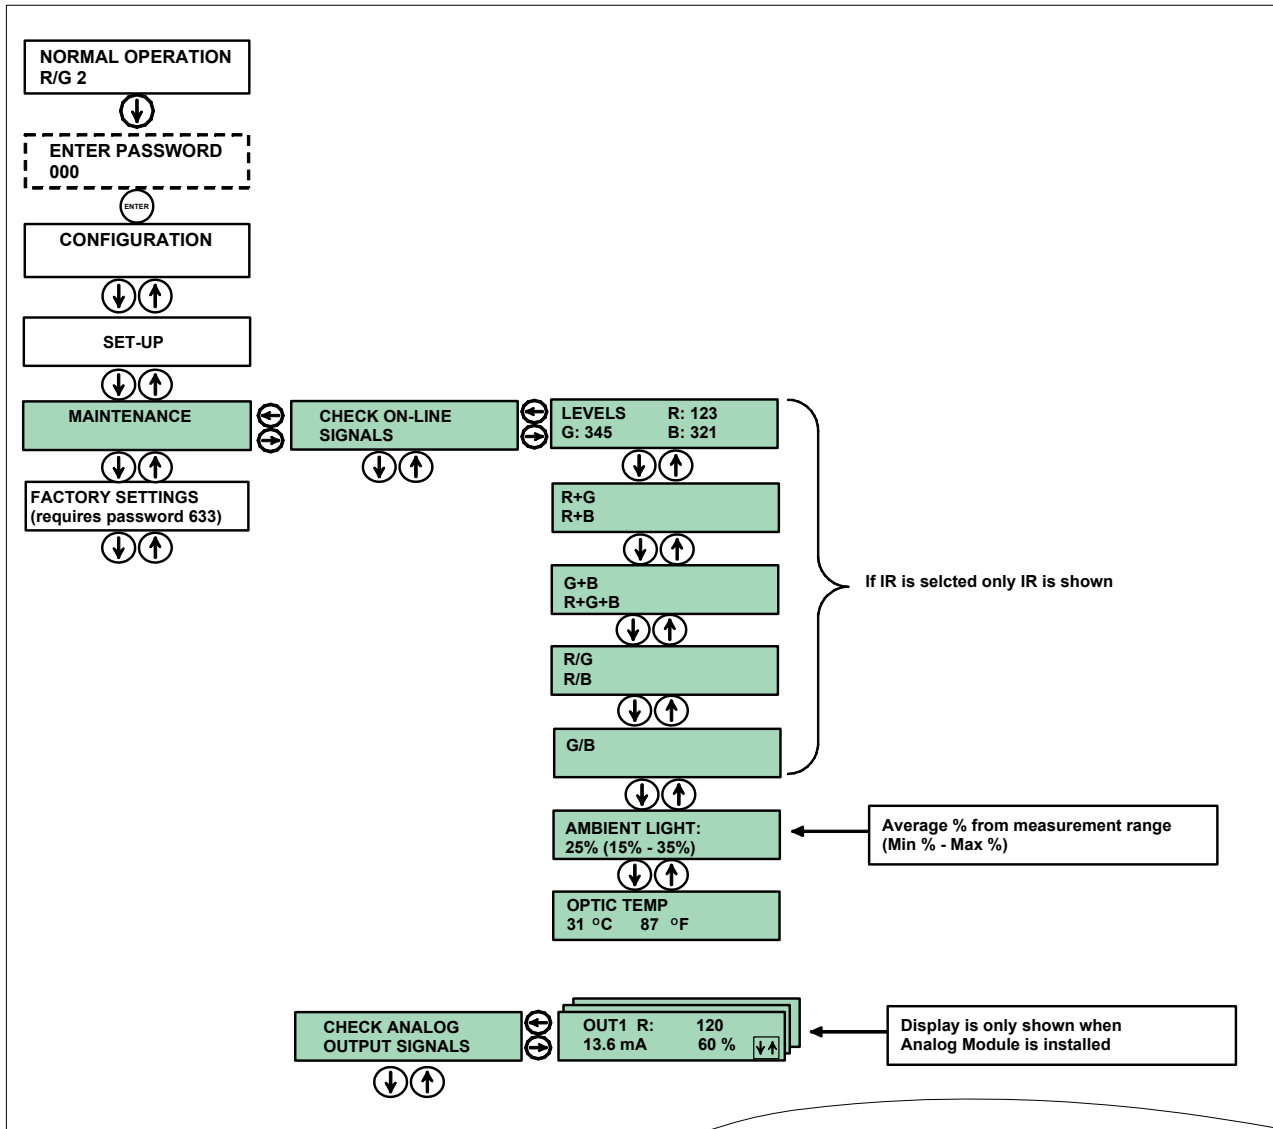 NORMAL OPERATION
R/G 2
ENTER PASSWORD
000
ENTER
CONFIGURATION
SET-UP
MAINTENANCE
FACTORY SETTINGS
(requires password 633)
CHECK ON-LINE
SIGNALS
LEVELS R: 123
G: 345 B: 321
R+G
R+B
G+B
R+G+B
R/G
R/B
G/B
If IR is selcted only IR is shown
AMBIENT LIGHT:
25% (15% - 35%)
Average % from measurement range
(Min % - Max %)
OPTIC TEMP
31 °C 87 °F
CHECK ANALOG
OUTPUT SIGNALS
OUT1 R: 120
13.6 mA 60 %
Display is only shown when
Analog Module is installed